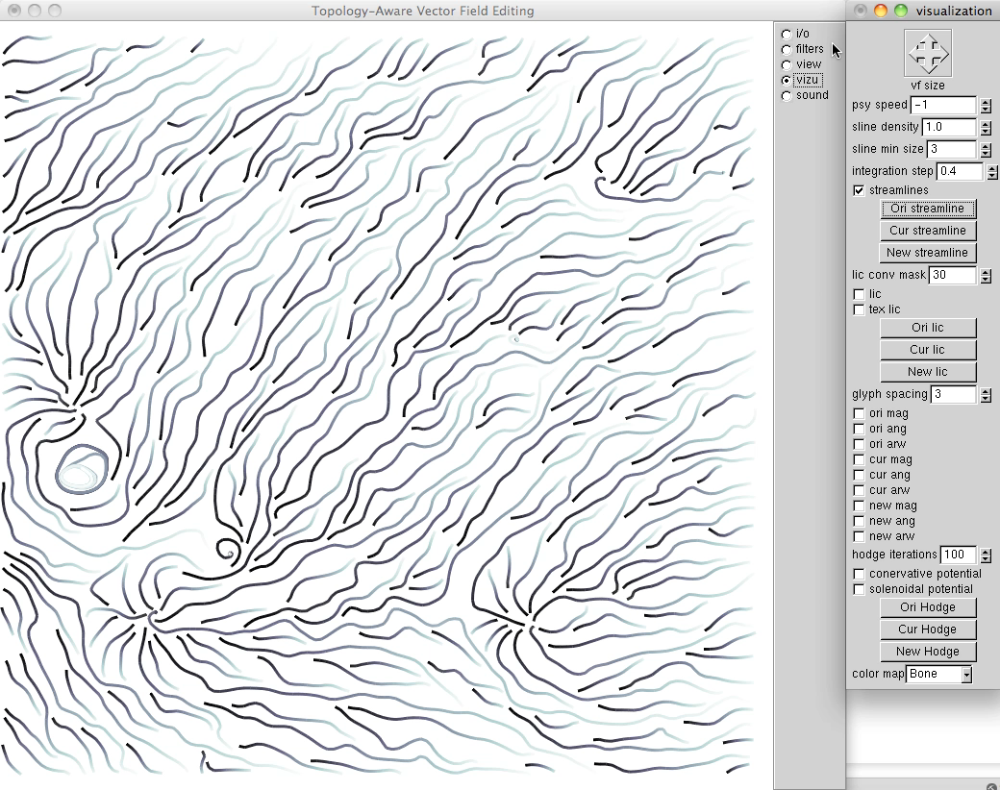 Topology-Aware Vector Field Editing
i/o
filters
view
vizu
sound
visualization
vf size
psy speed -1
sline density 1.0
sline min size 3
integration step 0.4
streamlines
Ori streamline
Cur streamline
New streamline
lic conv mask 30
lic
tex lic
Ori lic
Cur lic
New lic
glyph spacing 3
ori mag
ori ang
ori arw
cur mag
cur ang
cur arw
new mag
new ang
new arw
hodge iterations 100
conervative potential
solenoidal potential
Ori Hodge
Cur Hodge
New Hodge
color map Bone